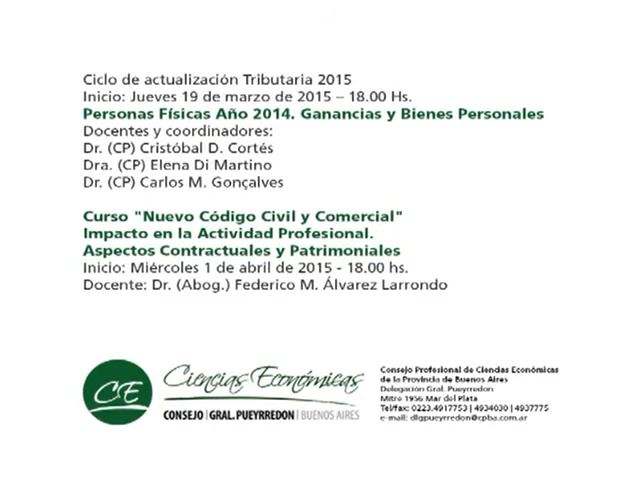 Ciclo de actualización Tributaria 2015
Inicio: Jueves 19 de marzo de 2015 – 18.00 Hs.
Personas Físicas Año 2014. Ganancias y Bienes Personales
Docentes y coordinadores:
Dr. (CP) Cristóbal D. Cortés
Dra. (CP) Elena Di Martino
Dr. (CP) Carlos M. Gonçalves
Curso "Nuevo Código Civil y Comercial"
Impacto en la Actividad Profesional.
Aspectos Contractuales y Patrimoniales
Inicio: Miércoles 1 de abril de 2015 - 18.00 hs.
Docente: Dr. (Abog.) Federico M. Álvarez Larrondo
CE
Ciencias Económicas
CONSEJO | GRAL. PUEYRREDON | BUENOS AIRES
Consejo Profesional de Ciencias Económicas
de la Provincia de Buenos Aires
Delegación Gral. Pueyrredon
Mitre 1956 Mar del Plata
Tel/fax: 0223.4917753 | 4934030 | 4937775
e-mail: dlgpueyrredon@cpba.com.ar